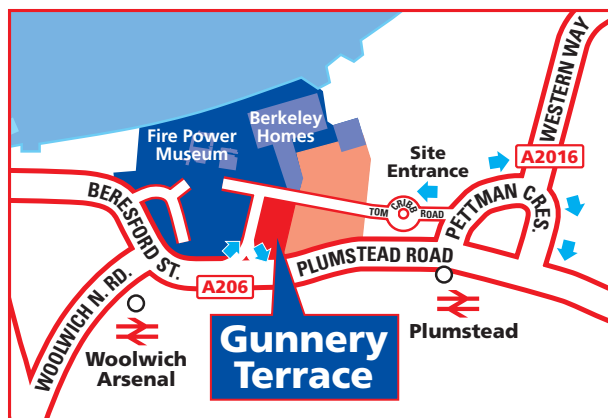 WESTERN WAY
Berkeley
Homes
Fire Power
Museum
Site
Entrance
A2016
BERESFORD ST.
TOM CRIBB ROAD
PETTMAN CRES.
PLUMSTEAD ROAD
A206
WOOLWICH N. RD.
Gunnery
Terrace
Plumstead
Woolwich
Arsenal